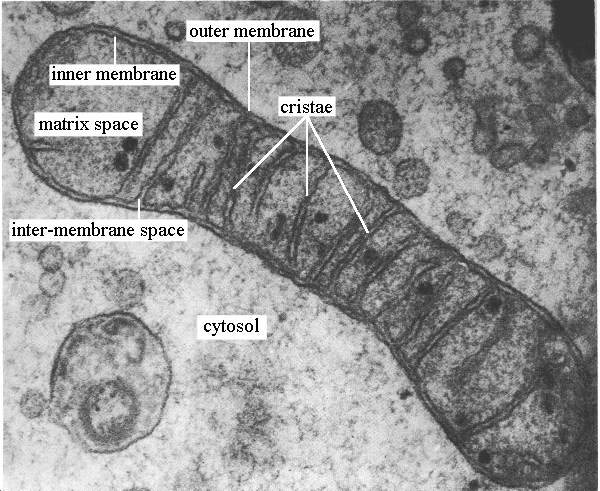 outer membrane
inner membrane
cristae
matrix space
inter-membrane space
cytosol